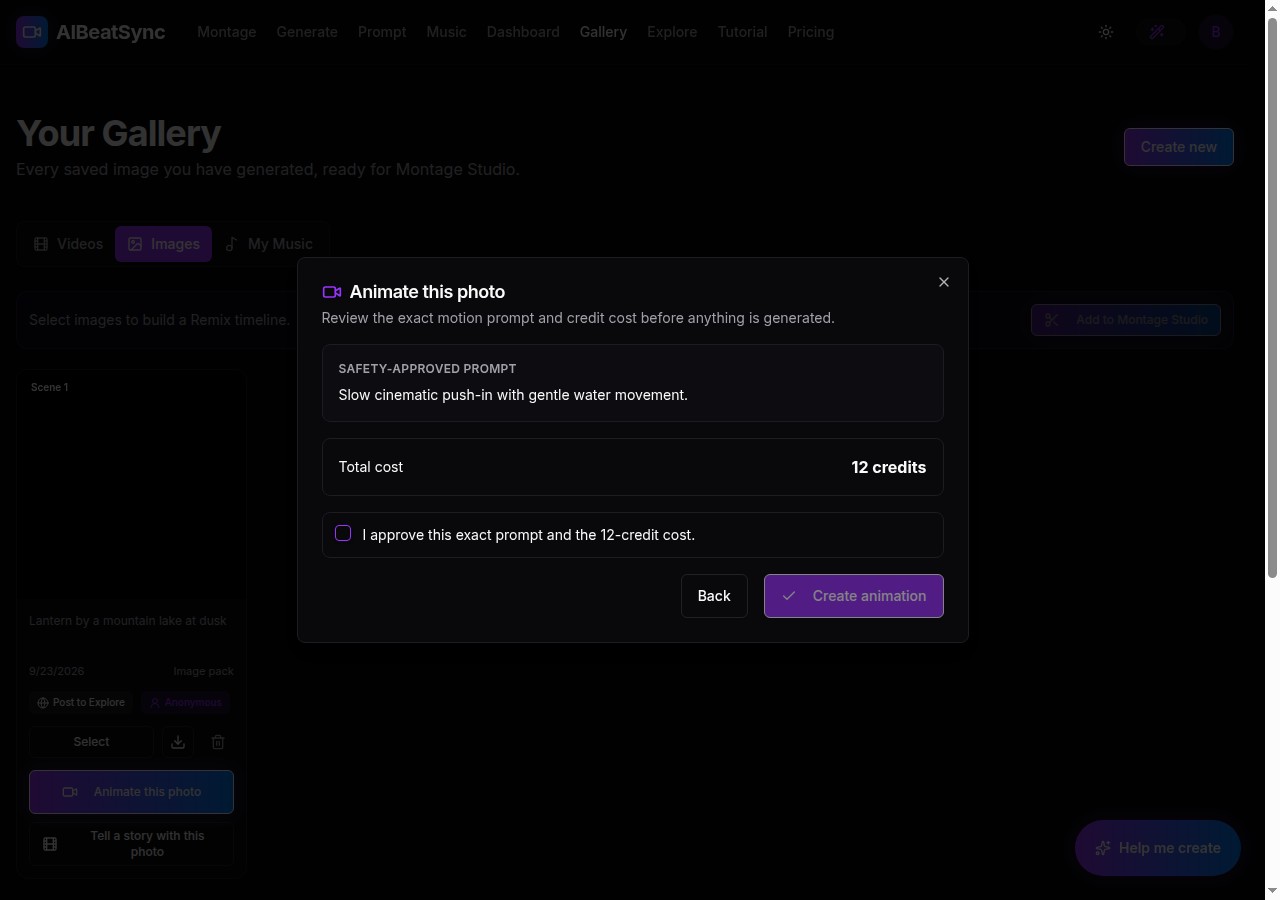 AIBeatSync
Montage
Generate
Prompt
Music
Dashboard
Gallery
Explore
Tutorial
Pricing
B
Your Gallery
Every saved image you have generated, ready for Montage Studio.
Create new
Videos
Images
My Music
Select images to build a Remix timeline.
Add to Montage Studio
Animate this photo
Review the exact motion prompt and credit cost before anything is generated.
SAFETY-APPROVED PROMPT
Slow cinematic push-in with gentle water movement.
Total cost
12 credits
I approve this exact prompt and the 12-credit cost.
Back
Create animation
Scene 1
Lantern by a mountain lake at dusk
9/23/2026
Image pack
Post to Explore
Anonymous
Select
Animate this photo
Tell a story with this
photo
Help me create